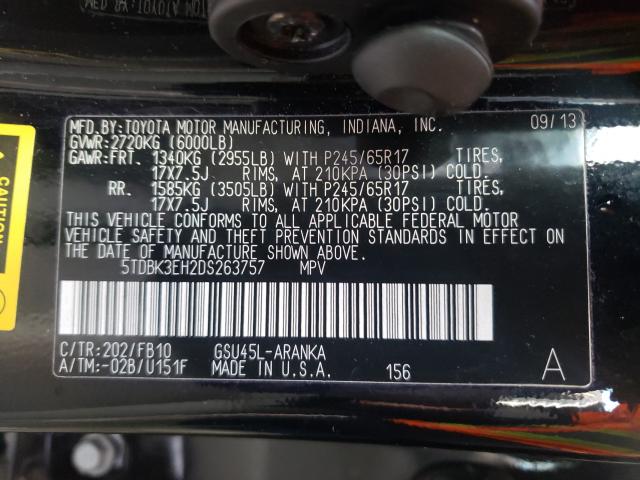 MFD.BY:TOYOTA MOTOR MANUFACTURING, INDIANA, INC. 09/13
GVWR:2720KG (6000LB)
GAWR:FRT. 1340KG (2955LB) WITH P245/65R17 TIRES,
17X7.5J RIMS, AT 210KPA (30PSI) COLD.
RR. 1585KG (3505LB) WITH P245/65R17 TIRES,
17X7.5J RIMS, AT 210KPA (30PSI) COLD.
THIS VEHICLE CONFORMS TO ALL APPLICABLE FEDERAL MOTOR
VEHICLE SAFETY AND THEFT PREVENTION STANDARDS IN EFFECT ON
THE DATE OF MANUFACTURE SHOWN ABOVE.
5TDBK3EH2DS263757 MPV
C/TR:202/FB10 GSU45L-ARANKA
A/TM:-02B/U151F MADE IN U.S.A. 156 A
CAUTION